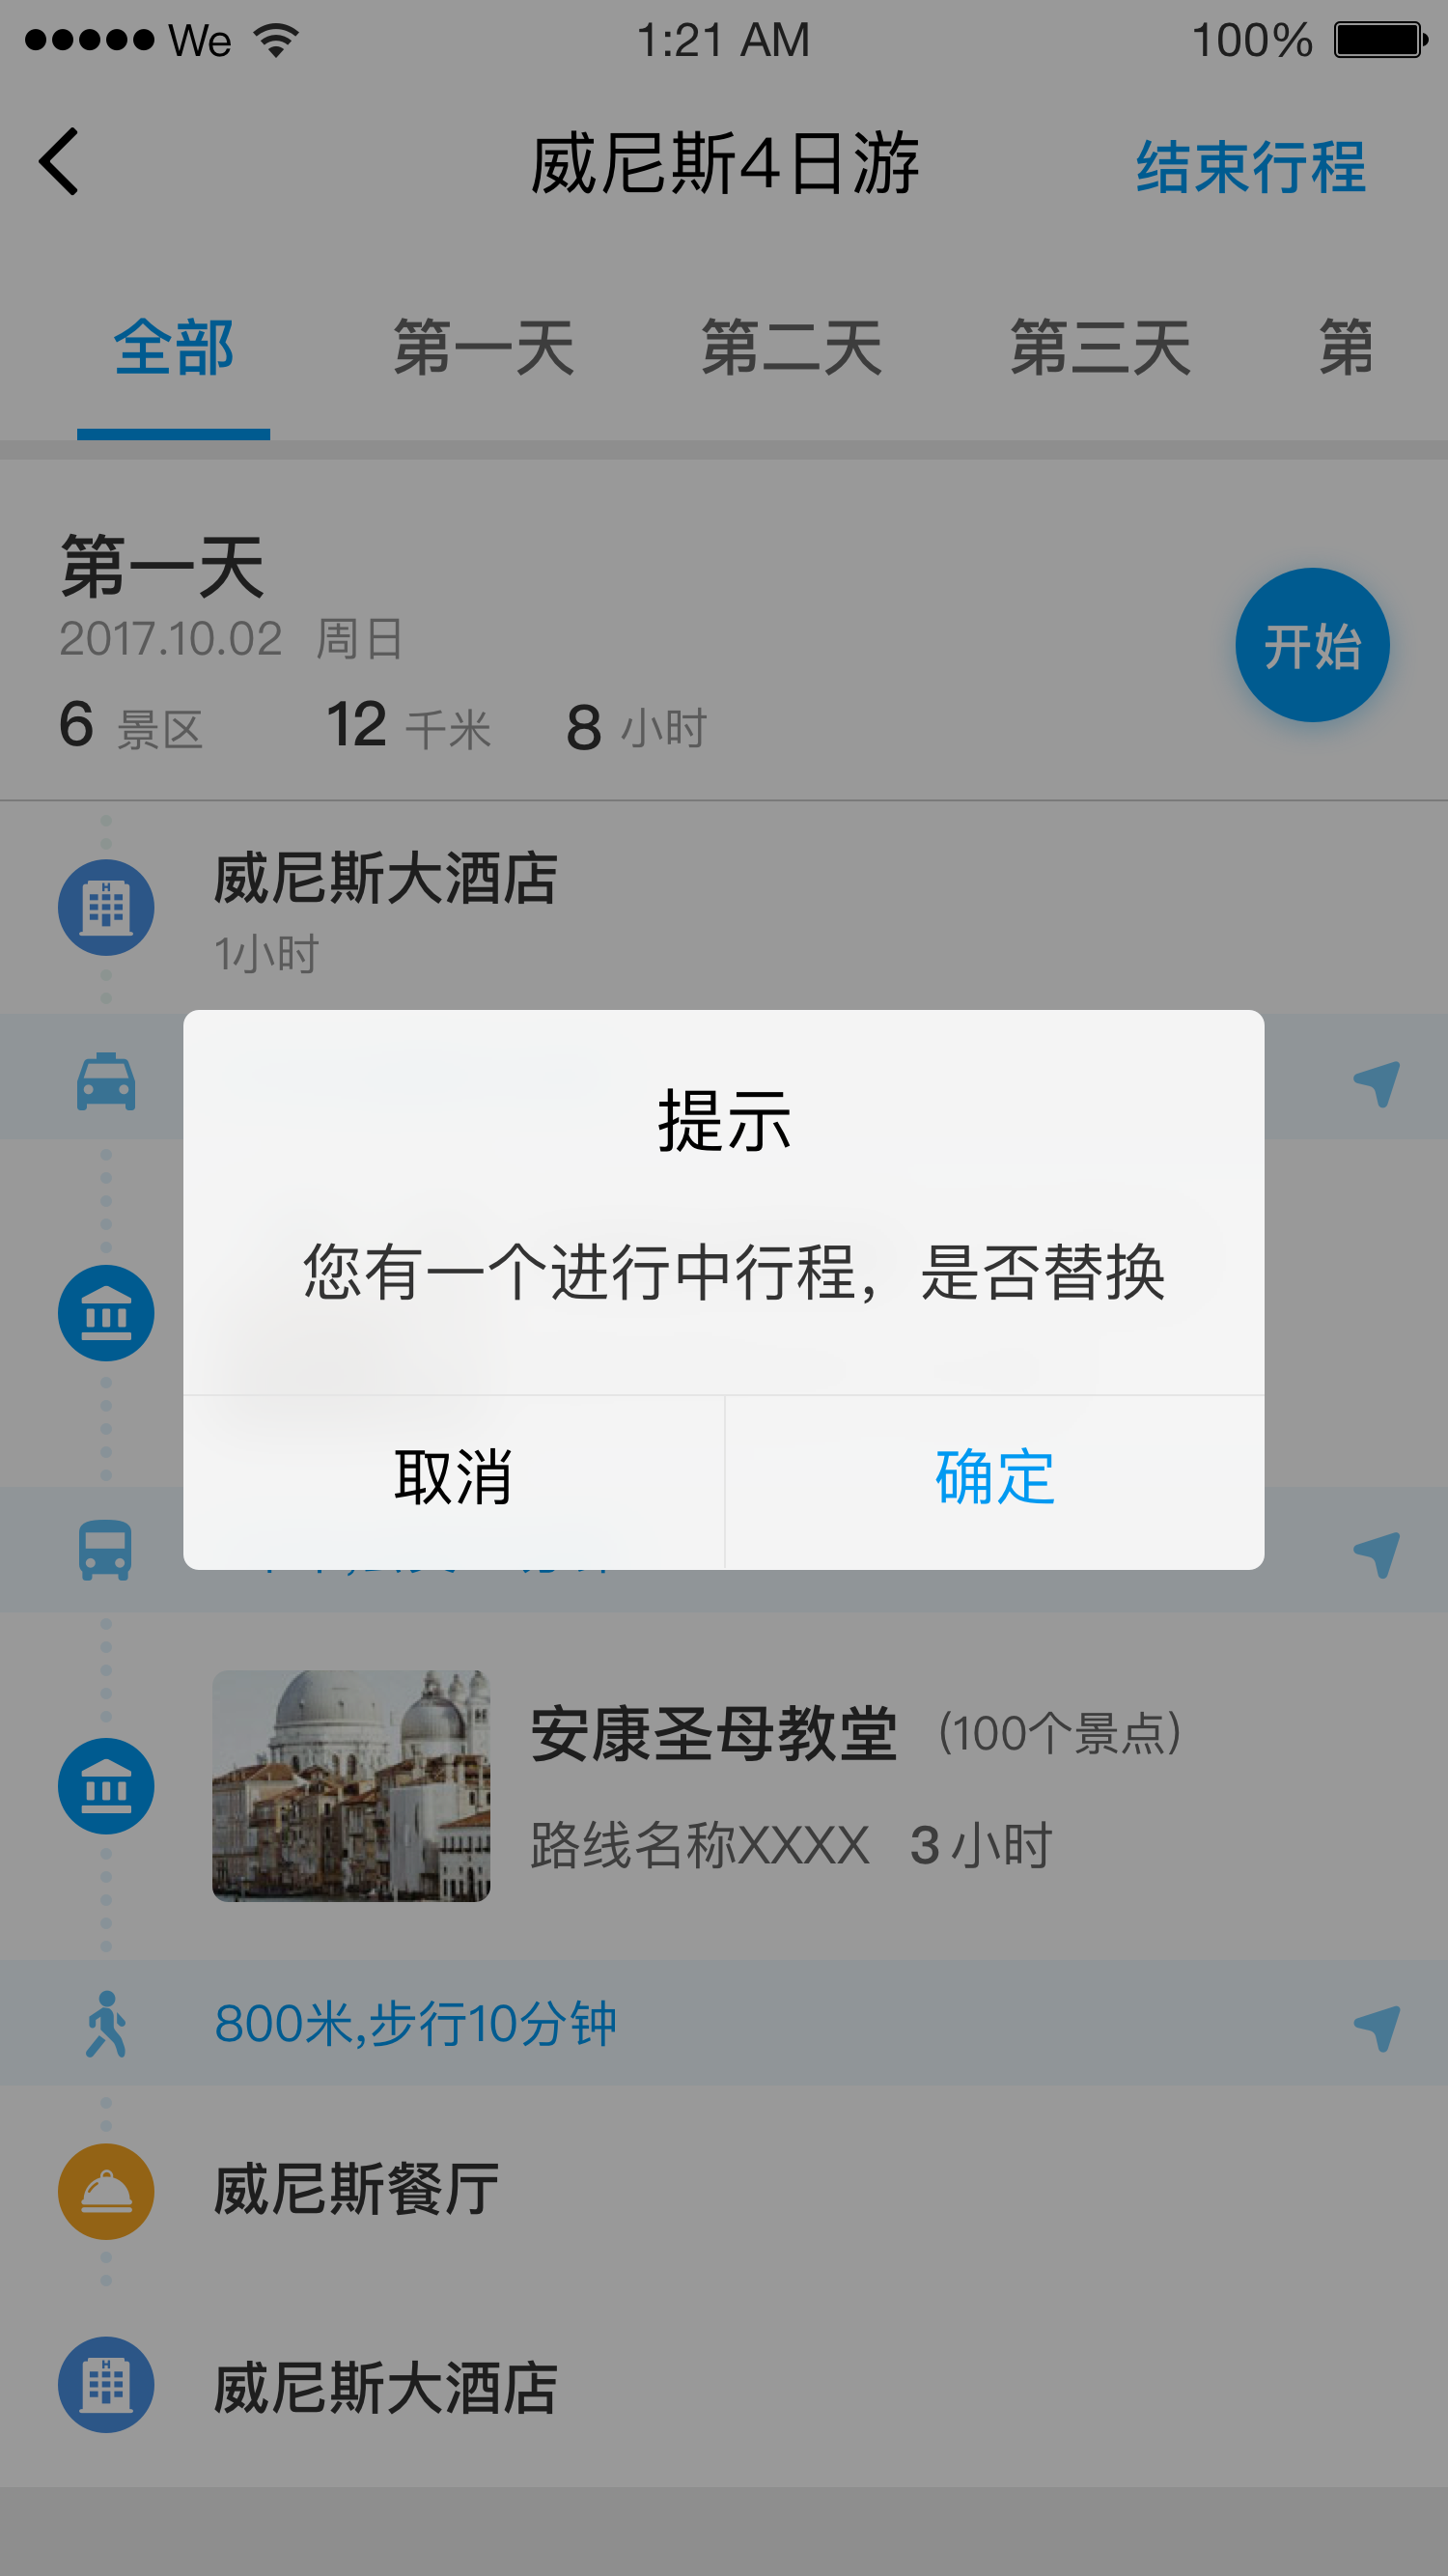 We 1:21 AM 100%
威尼斯4日游 结束行程
全部 第一天 第二天 第三天 第
第一天
2017.10.02 周日
开始
6 景区 12 千米 8 小时
威尼斯大酒店
1小时
提示
您有一个进行中行程，是否替换
取消 确定
安康圣母教堂 (100个景点)
路线名称XXXX 3 小时
800米,步行10分钟
威尼斯餐厅
威尼斯大酒店